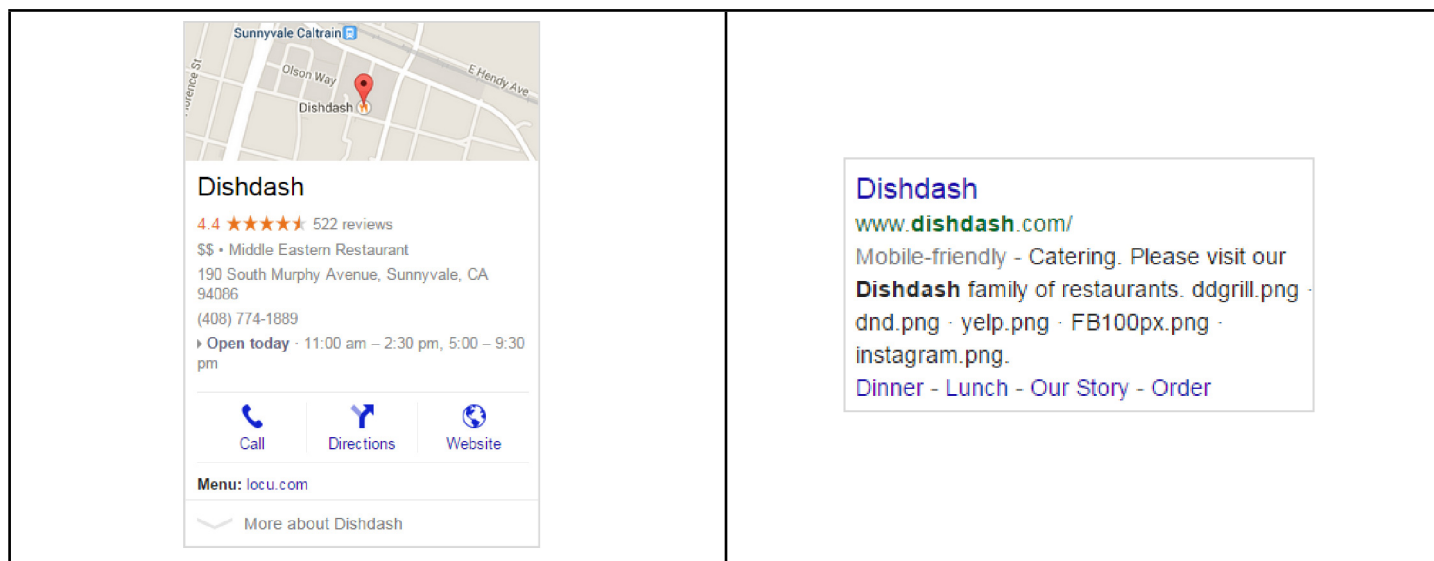 Sunnyvale Caltrain
Olson Way
E Hendy Ave
Dishdash
Dishdash
4.4 522 reviews
$$ • Middle Eastern Restaurant
190 South Murphy Avenue, Sunnyvale, CA
94086
(408) 774-1889
Open today · 11:00 am – 2:30 pm, 5:00 – 9:30
pm
Call Directions Website
Menu: locu.com
More about Dishdash
Dishdash
www.dishdash.com/
Mobile-friendly - Catering. Please visit our
Dishdash family of restaurants. ddgrill.png ·
dnd.png · yelp.png · FB100px.png ·
instagram.png.
Dinner - Lunch - Our Story - Order